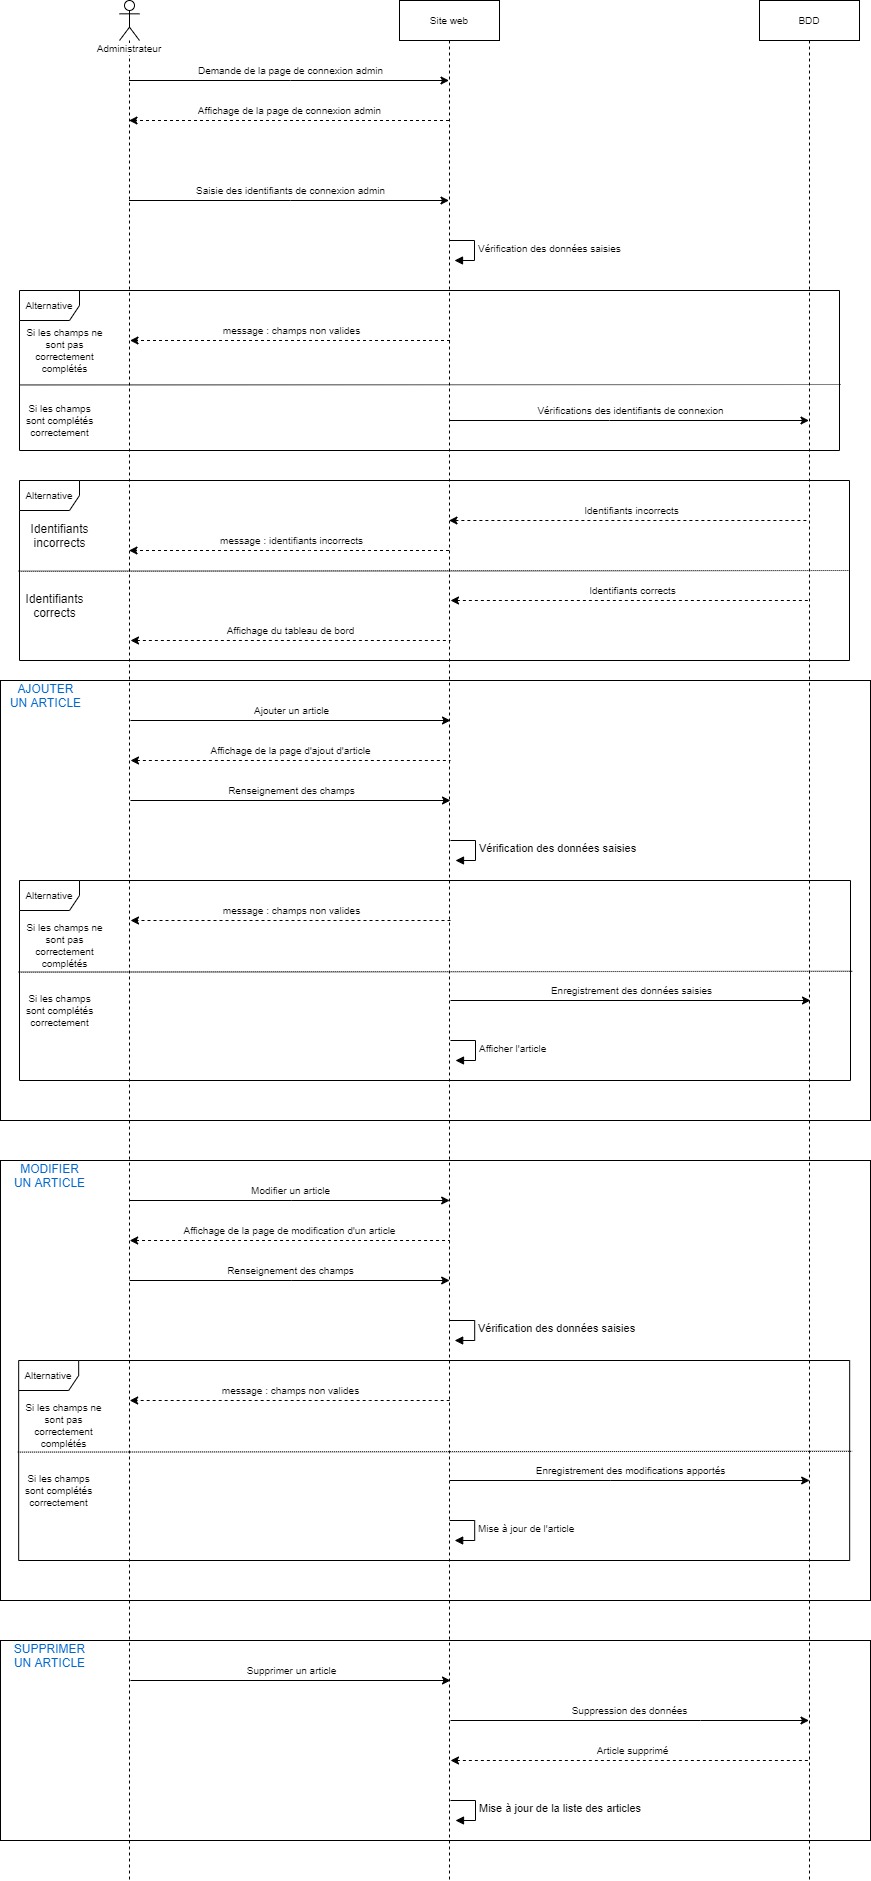 Administrateur
Site web
BDD
Demande de la page de connexion admin
Affichage de la page de connexion admin
Saisie des identifiants de connexion admin
Vérification des données saisies
Alternative
Si les champs ne
sont pas
correctement
complétés
message : champs non valides
Si les champs
sont complétés
correctement
Vérifications des identifiants de connexion
Alternative
Identifiants
incorrects
Identifiants incorrects
message : identifiants incorrects
Identifiants
corrects
Identifiants corrects
Affichage du tableau de bord
AJOUTER
UN ARTICLE
Ajouter un article
Affichage de la page d'ajout d'article
Renseignement des champs
Vérification des données saisies
Alternative
Si les champs ne
sont pas
correctement
complétés
message : champs non valides
Si les champs
sont complétés
correctement
Enregistrement des données saisies
Afficher l'article
MODIFIER
UN ARTICLE
Modifier un article
Affichage de la page de modification d'un article
Renseignement des champs
Vérification des données saisies
Alternative
Si les champs ne
sont pas
correctement
complétés
message : champs non valides
Si les champs
sont complétés
correctement
Enregistrement des modifications apportés
Mise à jour de l'article
SUPPRIMER
UN ARTICLE
Supprimer un article
Suppression des données
Article supprimé
Mise à jour de la liste des articles